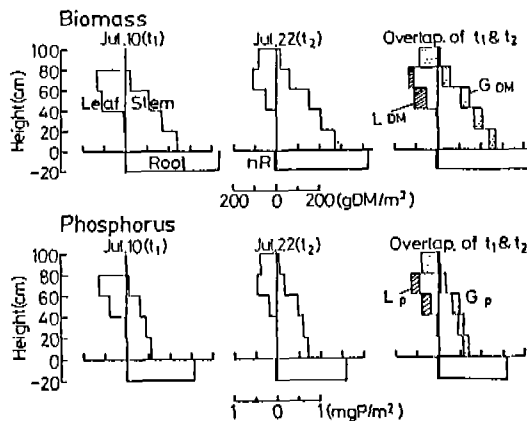 Biomass
Jul.10(t₁) Jul.22(t₂) Overlap. of t₁ & t₂
Height(cm)
100
80
60
40
20
0
-20
Leaf Stem
Root
nR
G DM
L DM
200 0 200(gDM/m²)
Phosphorus
Jul.10(t₁) Jul.22(t₂) Overlap. of t₁ & t₂
Height(cm)
100
80
60
40
20
0
-20
L p
G p
1 0 1(mgP/m²)